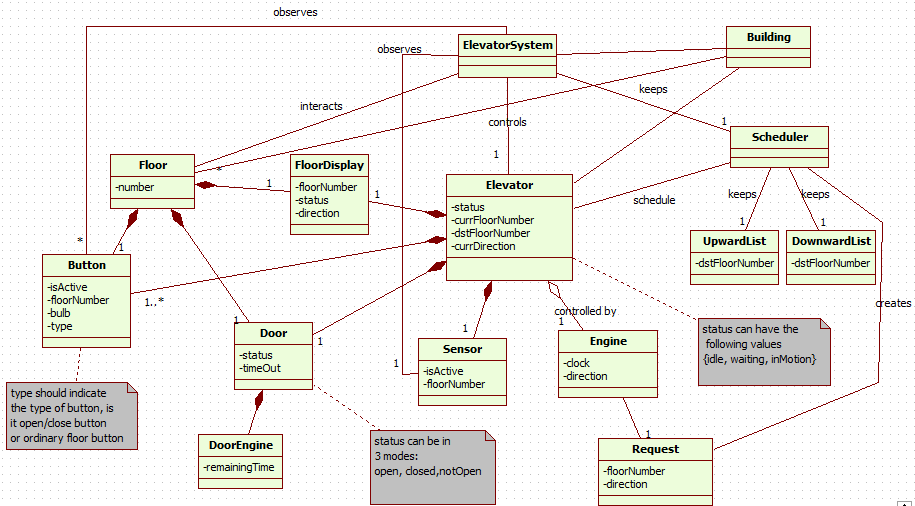 observes
ElevatorSystem
Building
observes
keeps
interacts
controls
1
Scheduler
1
Floor
-number
*
1
FloorDisplay
-floorNumber
-status
-direction
1
Elevator
-status
-currFloorNumber
-dstFloorNumber
-currDirection
schedule
keeps
keeps
1
1
UpwardList
-dstFloorNumber
DownwardList
-dstFloorNumber
*
1
Button
-isActive
-floorNumber
-bulb
-type
1,,*
1
Door
-status
-timeOut
1
1
Sensor
-isActive
-floorNumber
1
controlled by
1
Engine
-clock
-direction
creates
status can have the
following values
{idle, waiting, inMotion}
type should indicate
the type of button, is
it open/close button
or ordinary floor button
DoorEngine
-remainingTime
status can be in
3 modes:
open, closed,notOpen
1
Request
-floorNumber
-direction